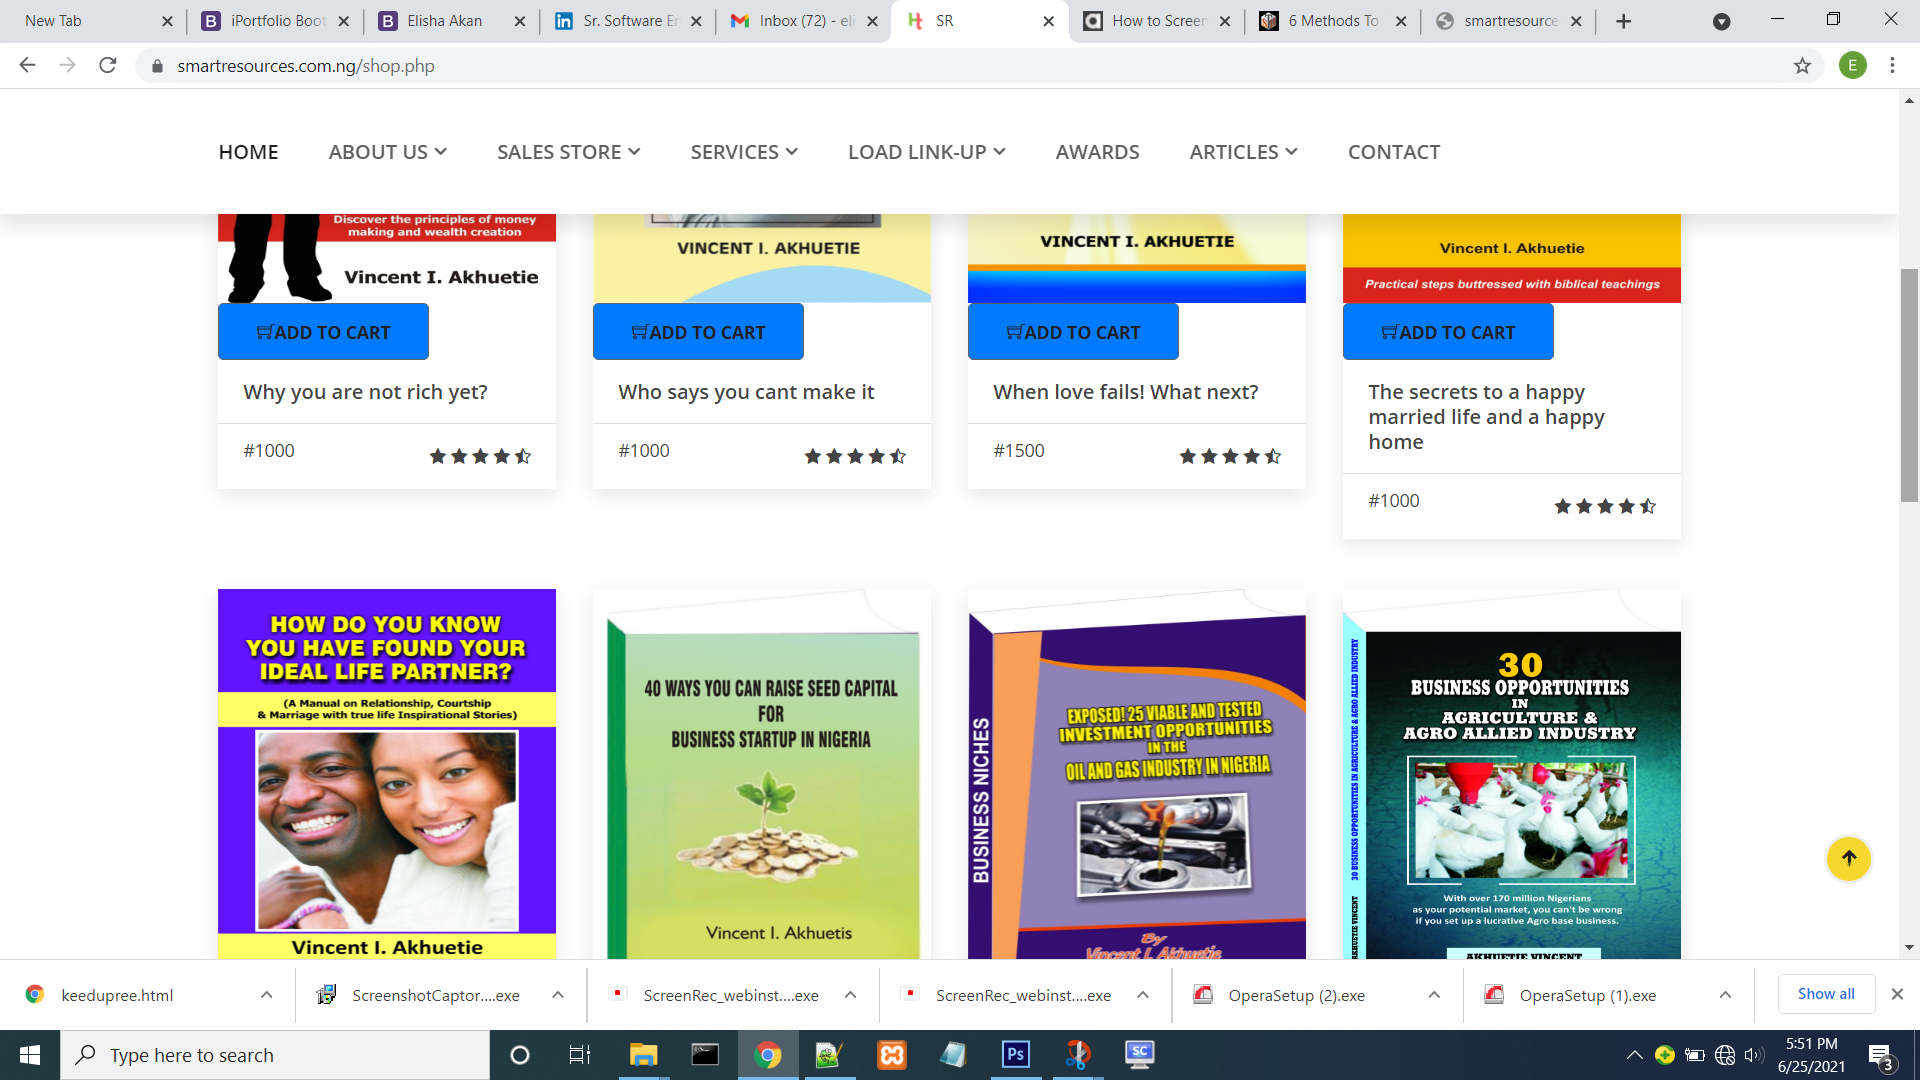 New Tab
iPortfolio Boot
Elisha Akan
Sr. Software En
Inbox (72) - eli
SR
How to Screen
6 Methods To
smartresource
smartresources.com.ng/shop.php
E
HOME
ABOUT US
SALES STORE
SERVICES
LOAD LINK-UP
AWARDS
ARTICLES
CONTACT
Discover the principles of money
making and wealth creation
Vincent I. Akhuetie
VINCENT I. AKHUETIE
VINCENT I. AKHUETIE
Vincent I. Akhuetie
Practical steps buttressed with biblical teachings
ADD TO CART
ADD TO CART
ADD TO CART
ADD TO CART
Why you are not rich yet?
Who says you cant make it
When love fails! What next?
The secrets to a happy
married life and a happy
home
#1000
#1000
#1500
#1000
HOW DO YOU KNOW
YOU HAVE FOUND YOUR
IDEAL LIFE PARTNER?
(A Manual on Relationship, Courtship
& Marriage with true life Inspirational Stories)
Vincent I. Akhuetie
40 WAYS YOU CAN RAISE SEED CAPITAL
FOR
BUSINESS STARTUP IN NIGERIA
Vincent I. Akhuetis
BUSINESS NICHES
EXPOSED! 25 VIABLE AND TESTED
INVESTMENT OPPORTUNITIES
IN THE
OIL AND GAS INDUSTRY IN NIGERIA
By
Vincent I. Akhuetie
30 BUSINESS OPPORTUNITIES IN AGRICULTURE & AGRO ALLIED INDUSTRY
AKHUETIE VINCENT
30
BUSINESS OPPORTUNITIES
IN
AGRICULTURE &
AGRO ALLIED INDUSTRY
With over 170 million Nigerians
as your potential market, you can't be wrong
if you set up a lucrative Agro base business.
AKHUETIE VINCENT
keedupree.html
ScreenshotCaptor....exe
ScreenRec_webinst....exe
ScreenRec_webinst....exe
OperaSetup (2).exe
OperaSetup (1).exe
Show all
Type here to search
Ps
SC
5:51 PM
6/25/2021
3